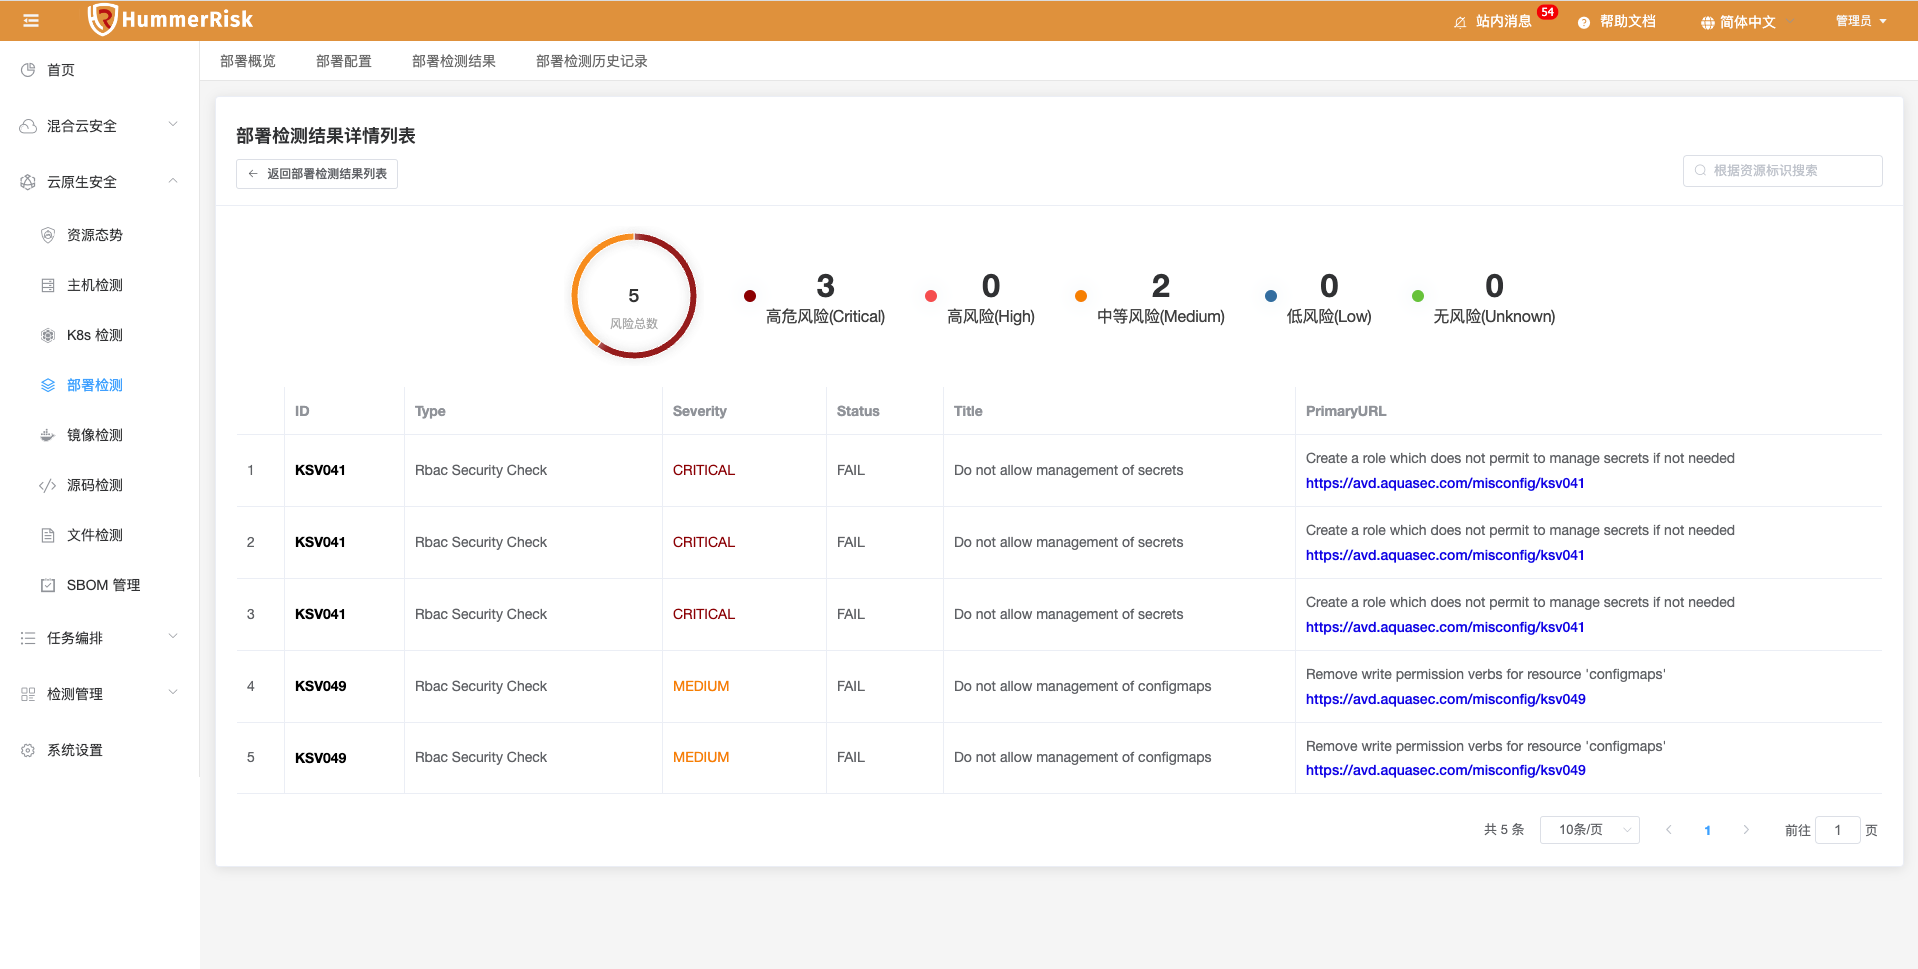 HummerRisk
站内消息
54
帮助文档
简体中文
管理员
首页
混合云安全
云原生安全
资源态势
主机检测
K8s 检测
部署检测
镜像检测
源码检测
文件检测
SBOM 管理
任务编排
检测管理
系统设置
部署概览 部署配置 部署检测结果 部署检测历史记录
部署检测结果详情列表
返回部署检测结果列表
根据资源标识搜索
5
风险总数
3
高危风险(Critical)
0
高风险(High)
2
中等风险(Medium)
0
低风险(Low)
0
无风险(Unknown)
ID Type Severity Status Title PrimaryURL
1 KSV041 Rbac Security Check CRITICAL FAIL Do not allow management of secrets Create a role which does not permit to manage secrets if not needed
https://avd.aquasec.com/misconfig/ksv041
2 KSV041 Rbac Security Check CRITICAL FAIL Do not allow management of secrets Create a role which does not permit to manage secrets if not needed
https://avd.aquasec.com/misconfig/ksv041
3 KSV041 Rbac Security Check CRITICAL FAIL Do not allow management of secrets Create a role which does not permit to manage secrets if not needed
https://avd.aquasec.com/misconfig/ksv041
4 KSV049 Rbac Security Check MEDIUM FAIL Do not allow management of configmaps Remove write permission verbs for resource 'configmaps'
https://avd.aquasec.com/misconfig/ksv049
5 KSV049 Rbac Security Check MEDIUM FAIL Do not allow management of configmaps Remove write permission verbs for resource 'configmaps'
https://avd.aquasec.com/misconfig/ksv049
共 5 条 10条/页 1 前往 1 页